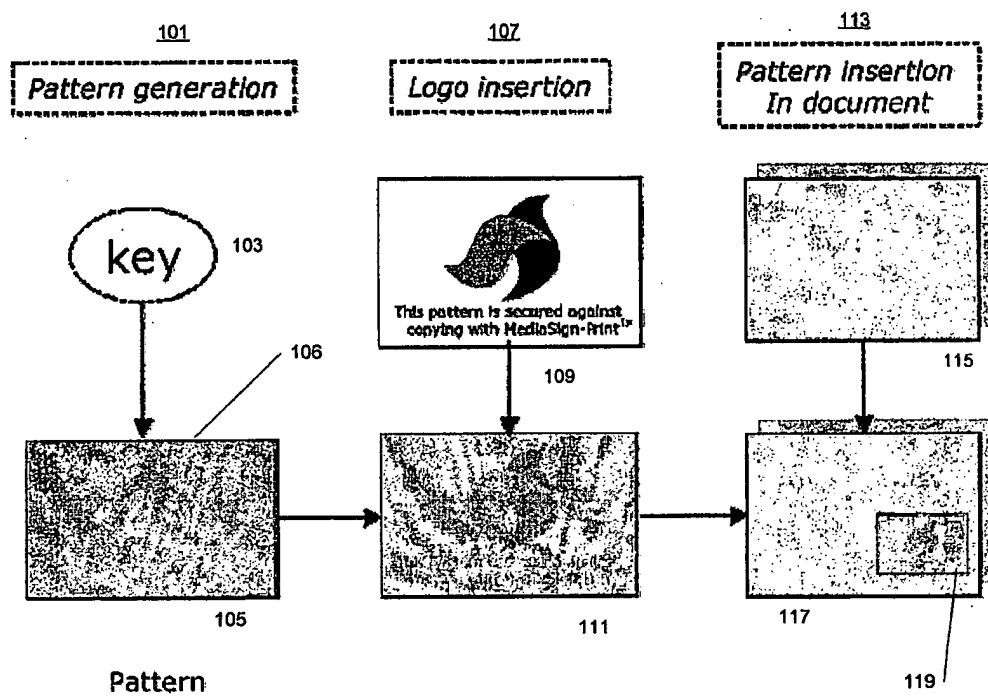 101
Pattern generation
107
Logo insertion
113
Pattern insertion
In document
key
103
This pattern is secured against
copying with MediaSign-Print
106
109
115
105
111
117
119
Pattern